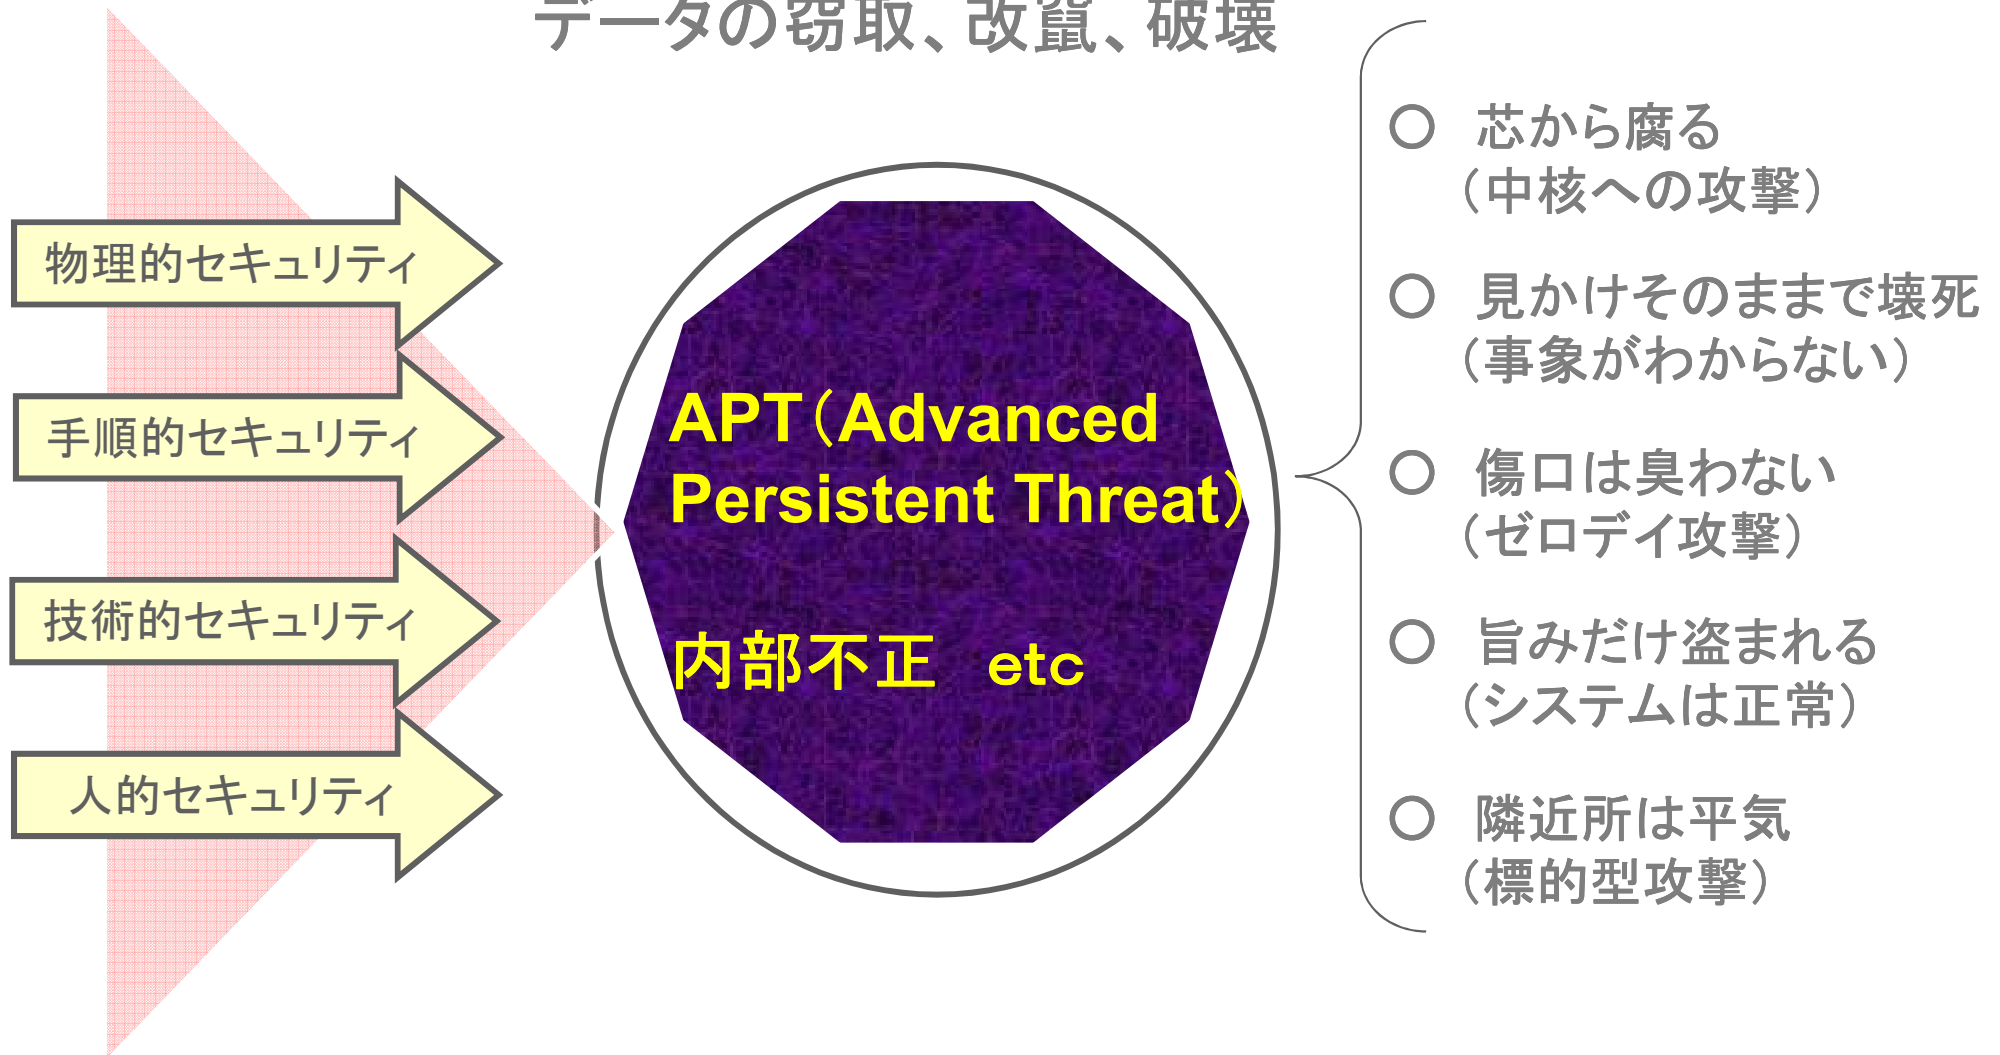 データの窃取、改竄、破壊
物理的セキュリティ
手順的セキュリティ
技術的セキュリティ
人的セキュリティ
APT（Advanced
Persistent Threat）
内部不正　etc
○　芯から腐る
（中核への攻撃）
○　見かけそのままで壊死
（事象がわからない）
○　傷口は臭わない
（ゼロデイ攻撃）
○　旨みだけ盗まれる
（システムは正常）
○　隣近所は平気
（標的型攻撃）